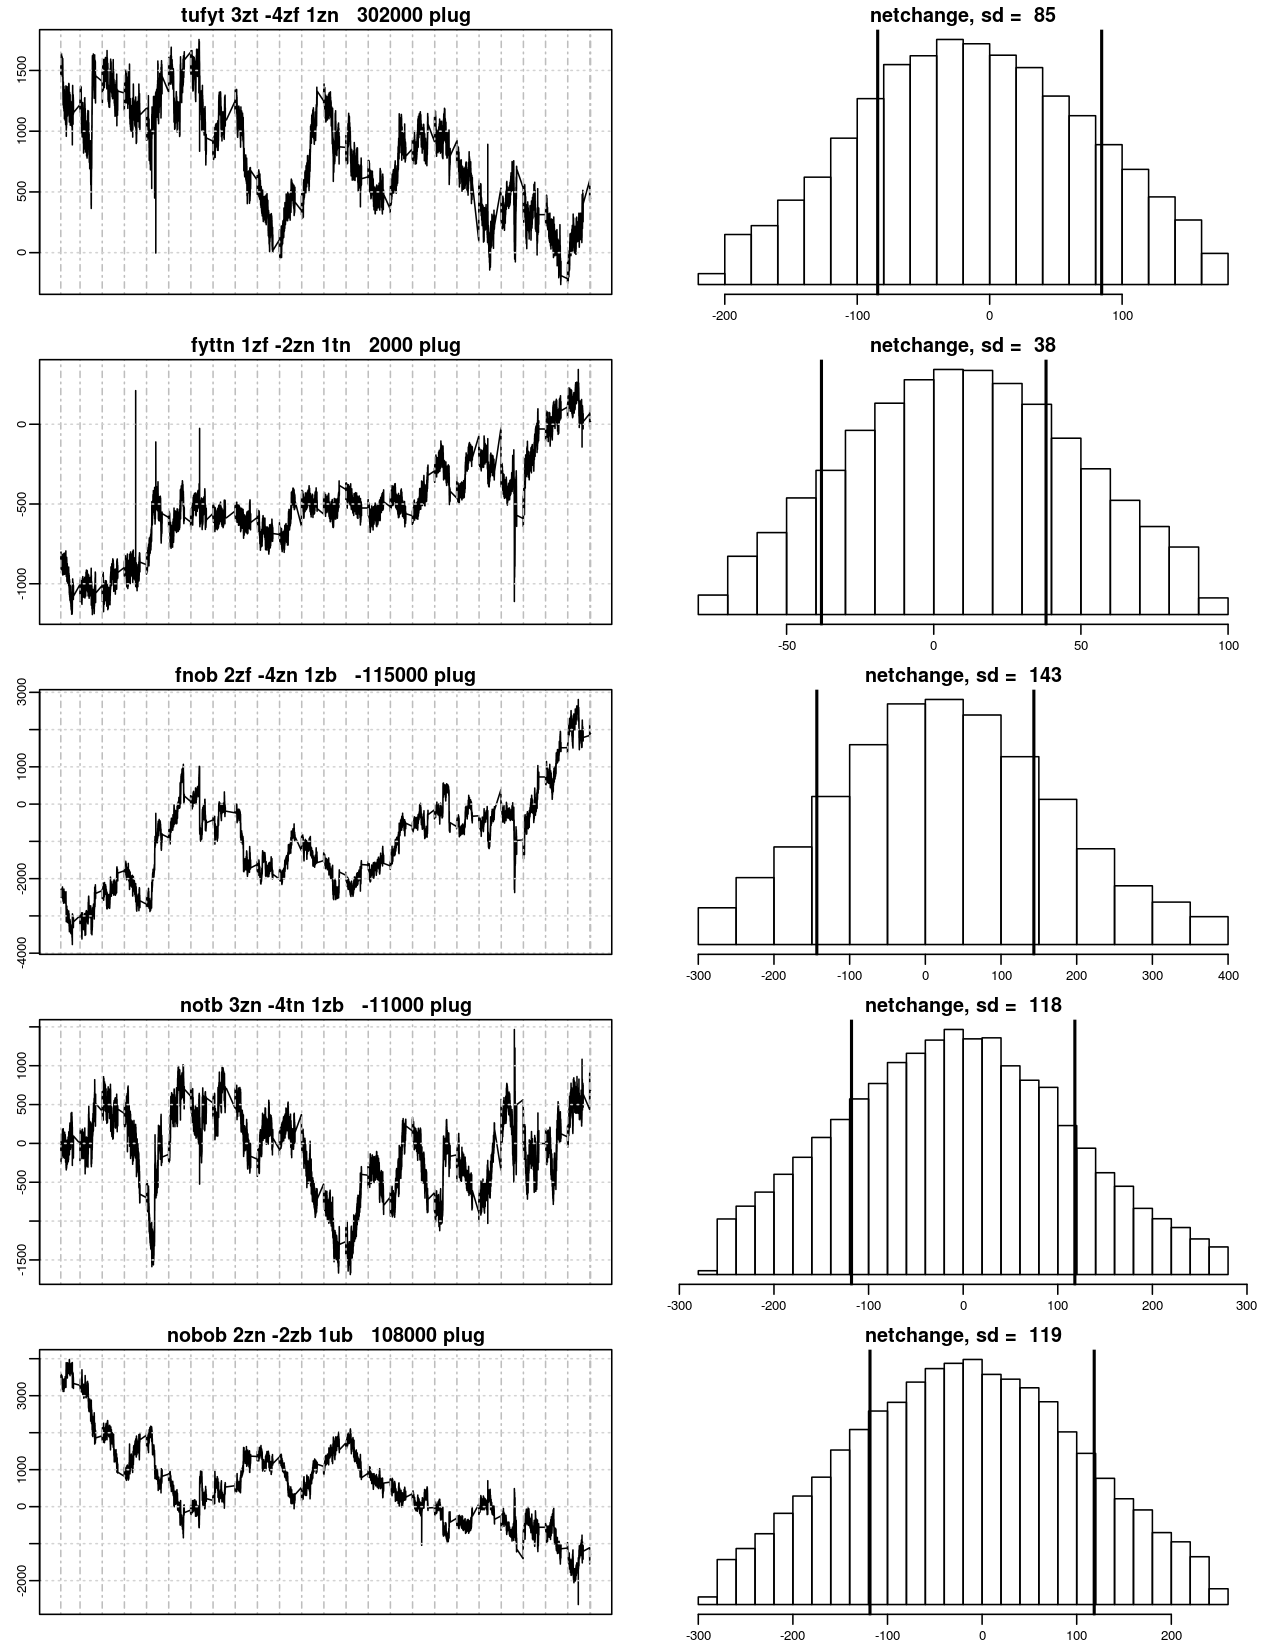 tufyt 3zt -4zf 1zn 302000 plug
netchange, sd = 85
1500
1000
500
0
-200 -100 0 100
fyttn 1zf -2zn 1tn 2000 plug
netchange, sd = 38
0
-500
-1000
-50 0 50 100
fnob 2zf -4zn 1zb -115000 plug
netchange, sd = 143
3000
1000
0
-2000
-4000
-300 -200 -100 0 100 200 300 400
notb 3zn -4tn 1zb -11000 plug
netchange, sd = 118
1000
500
0
-500
-1500
-300 -200 -100 0 100 200 300
nobob 2zn -2zb 1ub 108000 plug
netchange, sd = 119
3000
1000
0
-2000
-300 -200 -100 0 100 200